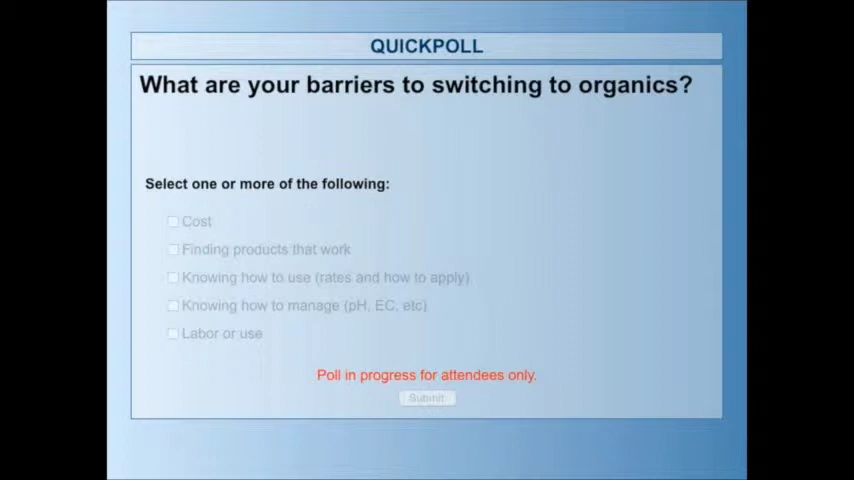 QUICKPOLL
What are your barriers to switching to organics?
Select one or more of the following:
Cost
Finding products that work
Knowing how to use (rates and how to apply)
Knowing how to manage (pH, EC, etc)
Labor or use
Poll in progress for attendees only.
Submit